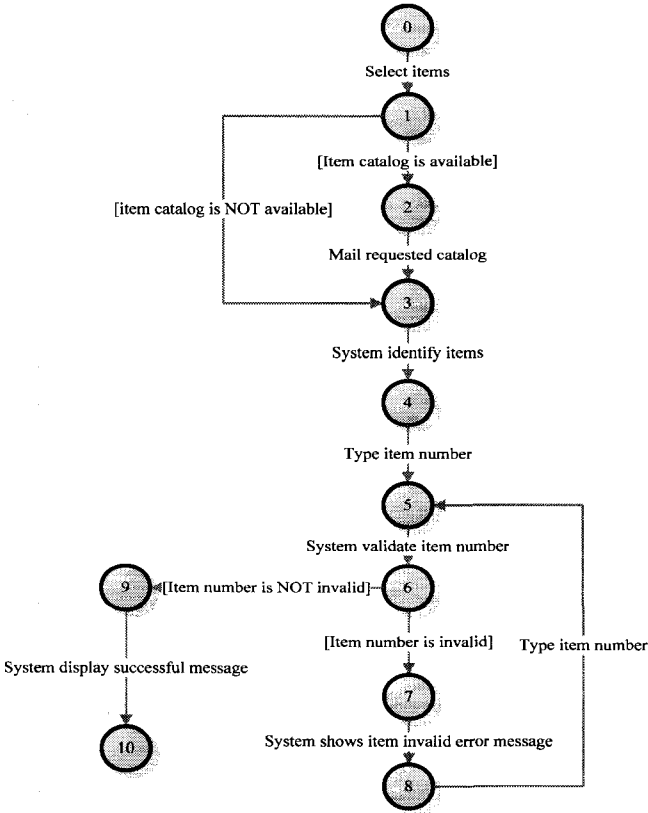 0
Select items
1
[Item catalog is available]
[item catalog is NOT available]
2
Mail requested catalog
3
System identify items
4
Type item number
5
System validate item number
9
[Item number is NOT invalid]
6
[Item number is invalid]
Type item number
System display successful message
7
System shows item invalid error message
10
8